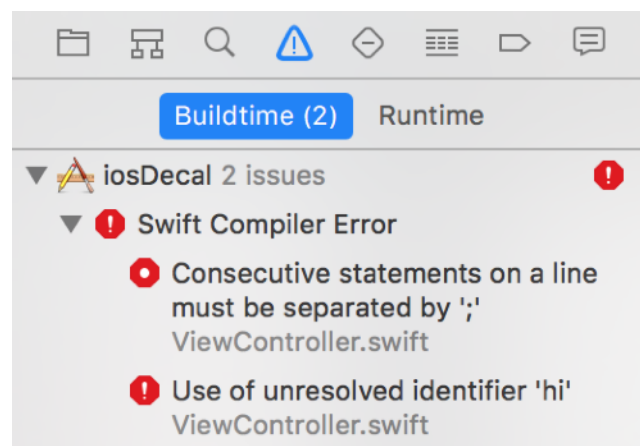 Buildtime (2) Runtime
iosDecal 2 issues
Swift Compiler Error
Consecutive statements on a line
must be separated by ';'
ViewController.swift
Use of unresolved identifier 'hi'
ViewController.swift